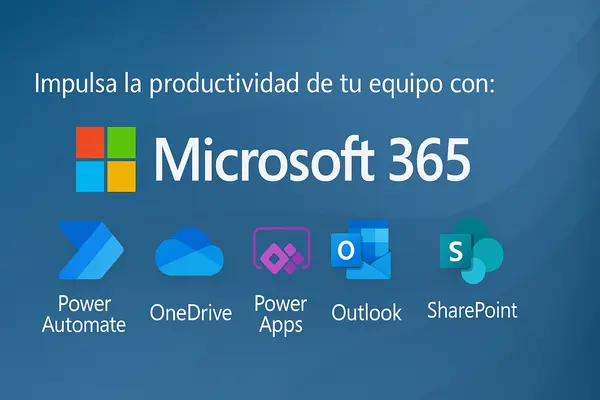 Impulsa la productividad de tu equipo con:
Microsoft 365
Power
Automate
OneDrive
Power
Apps
O
Outlook
S
SharePoint